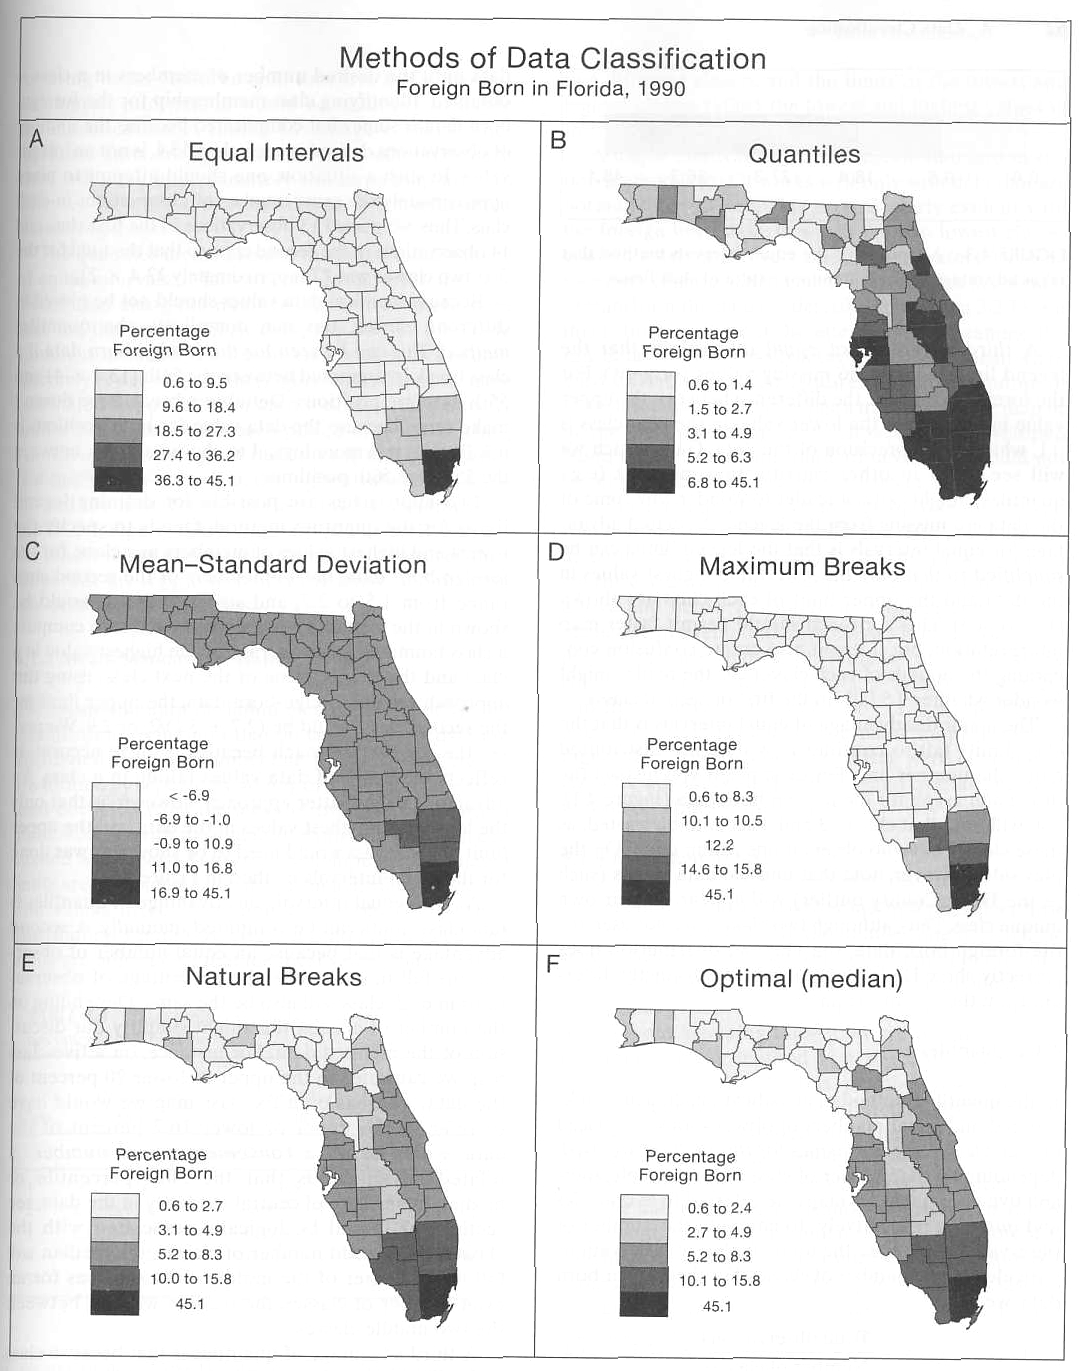 Methods of Data Classification
Foreign Born in Florida, 1990
A
Equal Intervals
Percentage
Foreign Born
0.6 to 9.5
9.6 to 18.4
18.5 to 27.3
27.4 to 36.2
36.3 to 45.1
B
Quantiles
Percentage
Foreign Born
0.6 to 1.4
1.5 to 2.7
3.1 to 4.9
5.2 to 6.3
6.8 to 45.1
C
Mean–Standard Deviation
Percentage
Foreign Born
< -6.9
-6.9 to -1.0
-0.9 to 10.9
11.0 to 16.8
16.9 to 45.1
D
Maximum Breaks
Percentage
Foreign Born
0.6 to 8.3
10.1 to 10.5
12.2
14.6 to 15.8
45.1
E
Natural Breaks
Percentage
Foreign Born
0.6 to 2.7
3.1 to 4.9
5.2 to 8.3
10.0 to 15.8
45.1
F
Optimal (median)
Percentage
Foreign Born
0.6 to 2.4
2.7 to 4.9
5.2 to 8.3
10.1 to 15.8
45.1